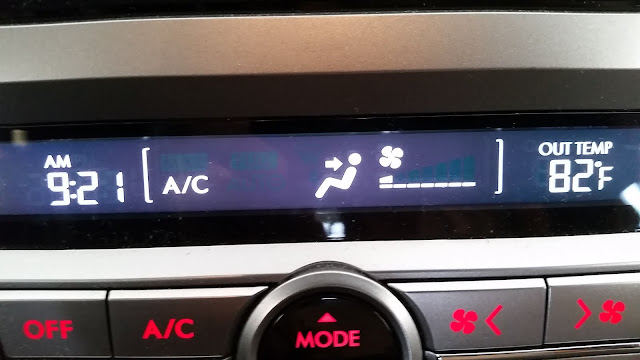 AM
9:21
A/C
OUT TEMP
82°F
OFF
A/C
MODE